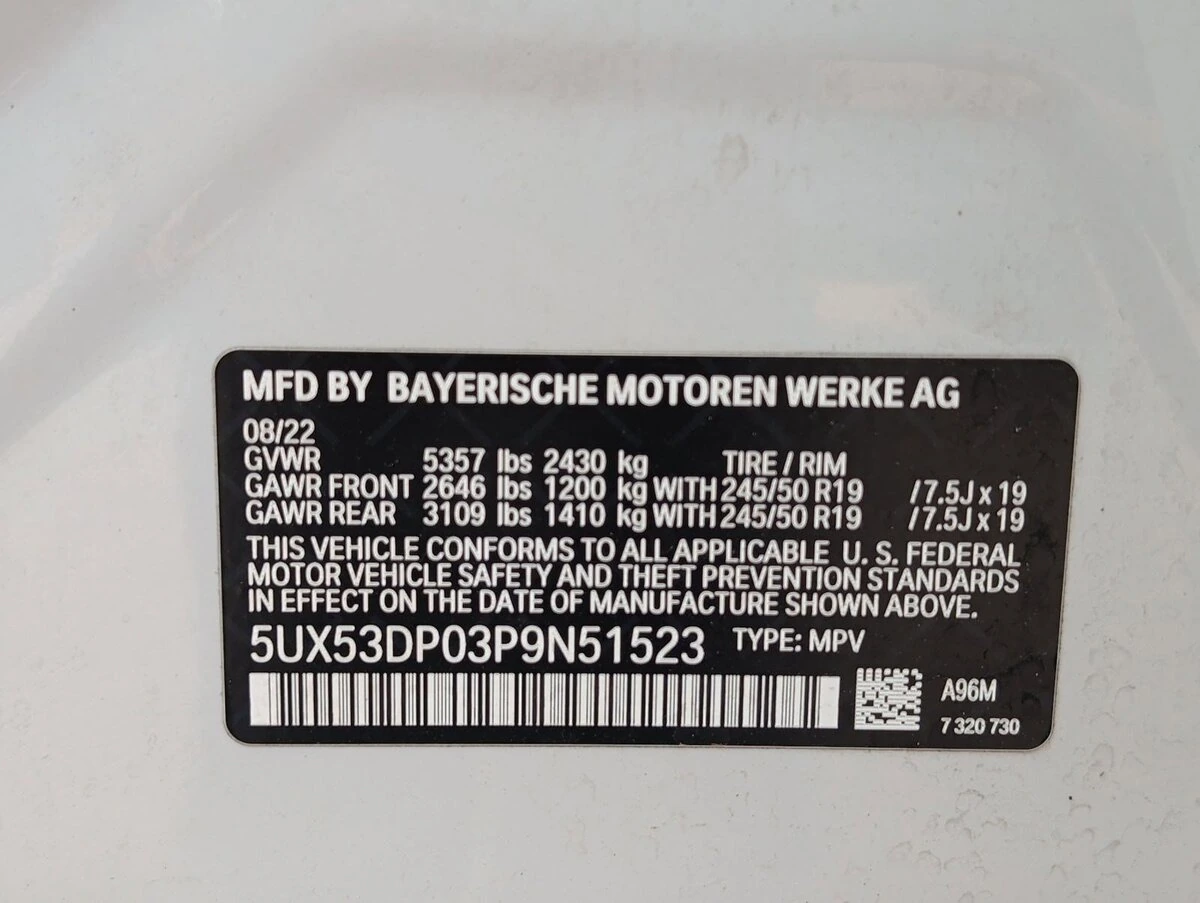 MFD BY BAYERISCHE MOTOREN WERKE AG
08/22
GVWR 5357 lbs 2430 kg TIRE / RIM
GAWR FRONT 2646 lbs 1200 kg WITH 245/50 R19 /7.5J x 19
GAWR REAR 3109 lbs 1410 kg WITH 245/50 R19 /7.5J x 19
THIS VEHICLE CONFORMS TO ALL APPLICABLE U. S. FEDERAL
MOTOR VEHICLE SAFETY AND THEFT PREVENTION STANDARDS
IN EFFECT ON THE DATE OF MANUFACTURE SHOWN ABOVE.
5UX53DP03P9N51523 TYPE: MPV
A96M
7 320 730